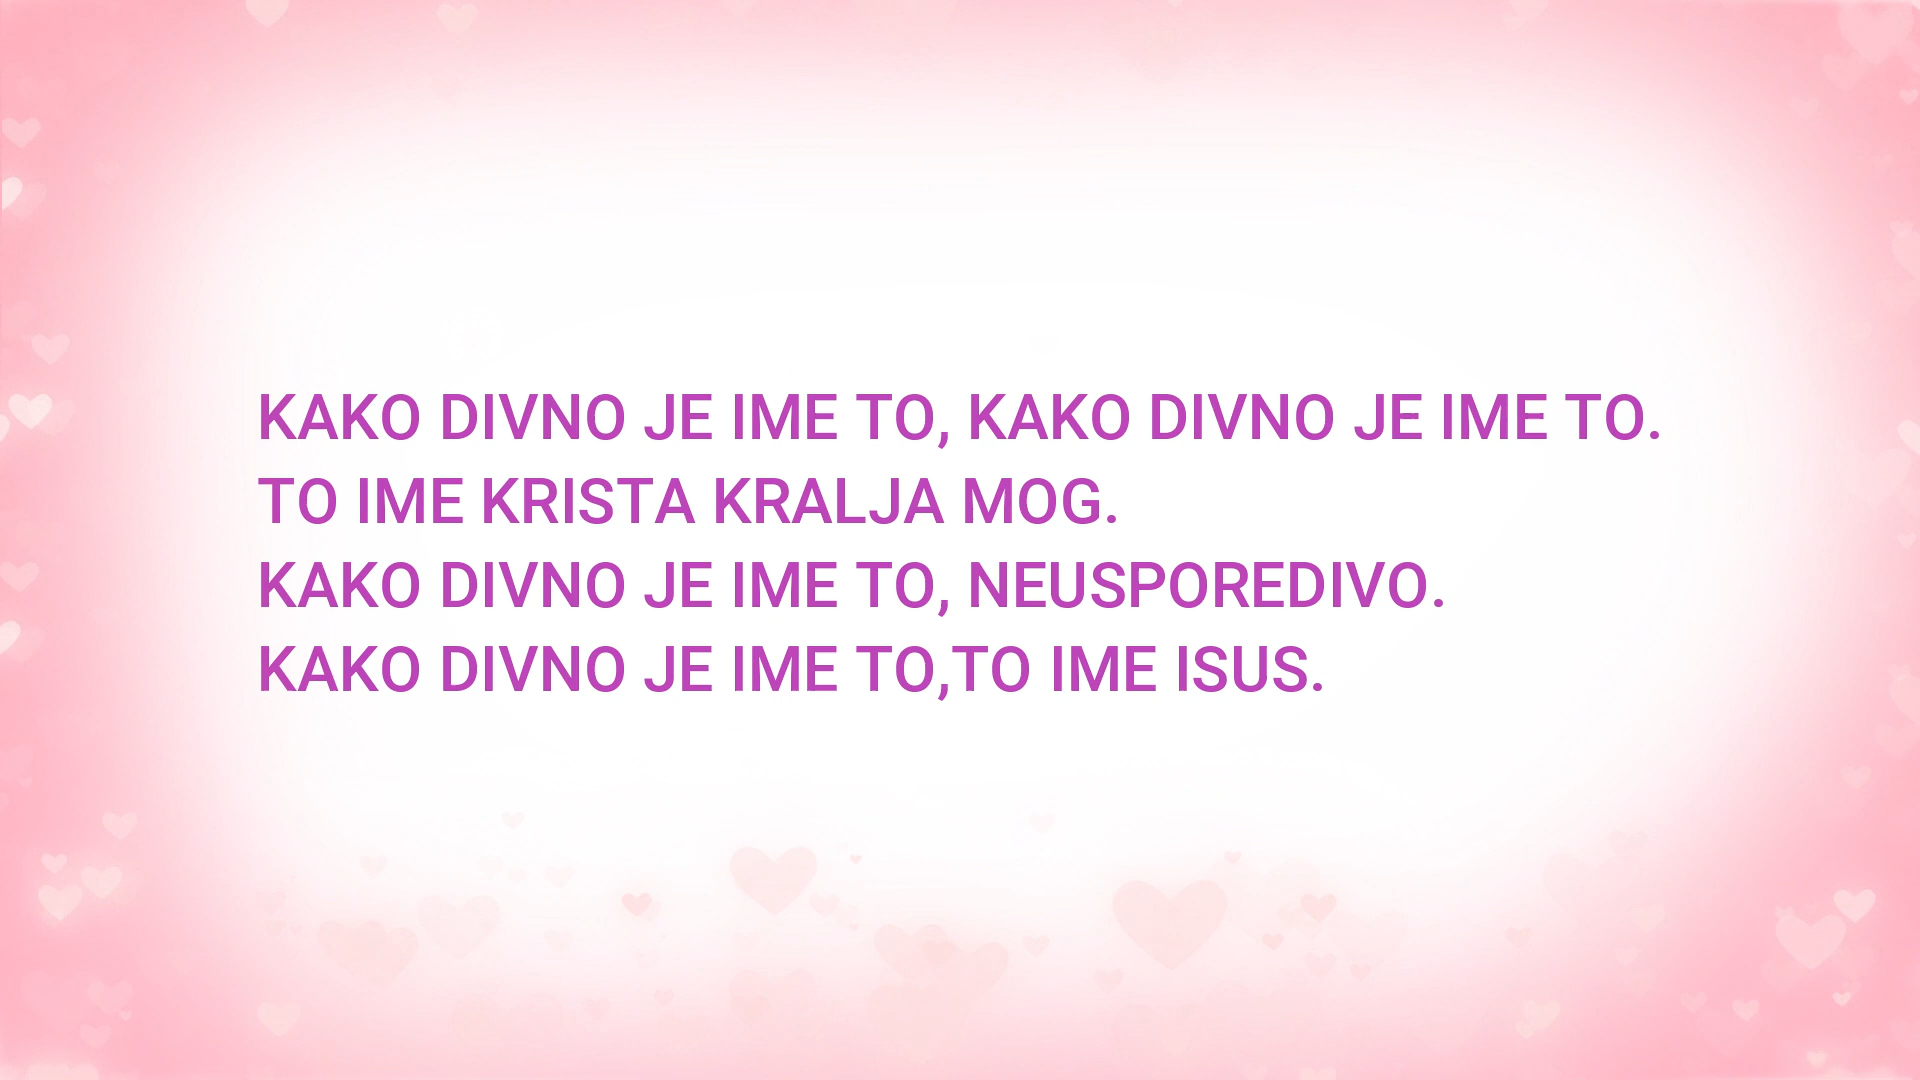 KAKO DIVNO JE IME TO, KAKO DIVNO JE IME TO.
TO IME KRISTA KRALJA MOG.
KAKO DIVNO JE IME TO, NEUSPOREDIVO.
KAKO DIVNO JE IME TO,TO IME ISUS.